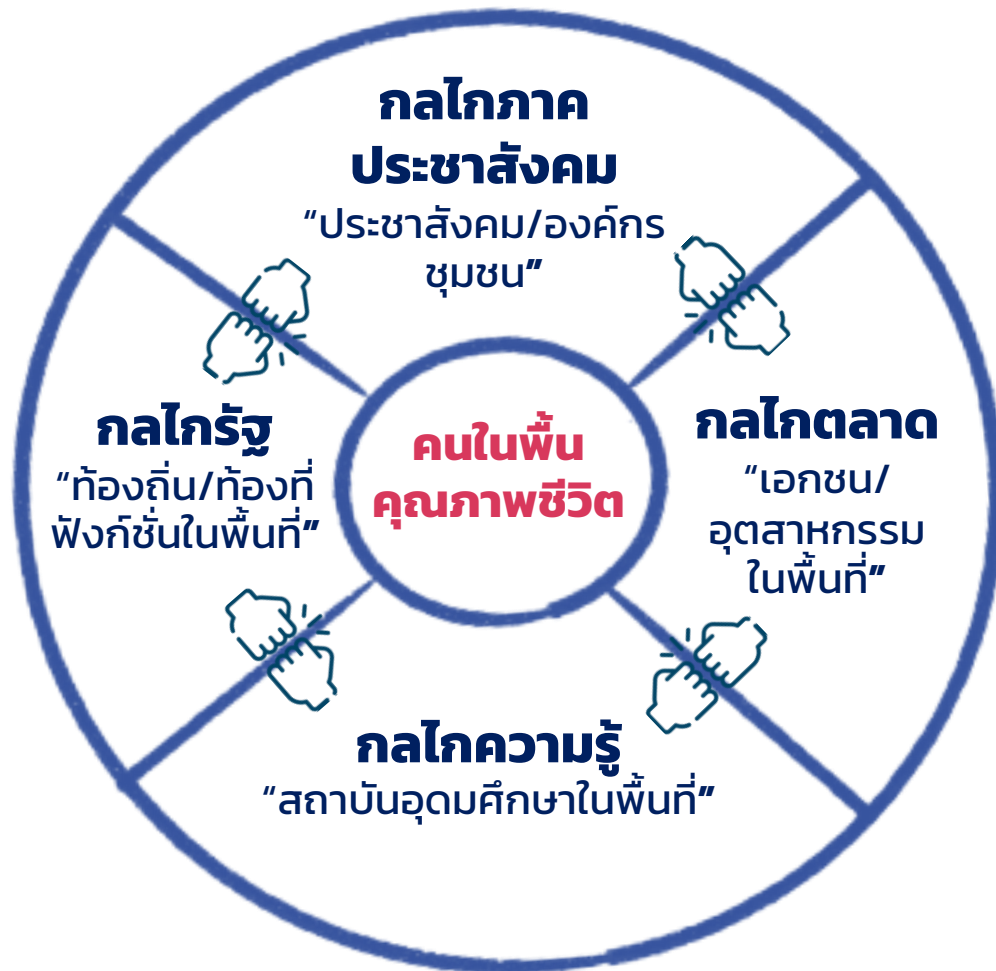 กลไกภาค
ประชาสังคม
“ประชาสังคม/องค์กร
ชุมชน”
กลไกรัฐ
“ท้องถิ่น/ท้องที่
ฟังก์ชั่นในพื้นที่”
คนในพื้น
คุณภาพชีวิต
กลไกตลาด
“เอกชน/
อุตสาหกรรม
ในพื้นที่”
กลไกความรู้
“สถาบันอุดมศึกษาในพื้นที่”